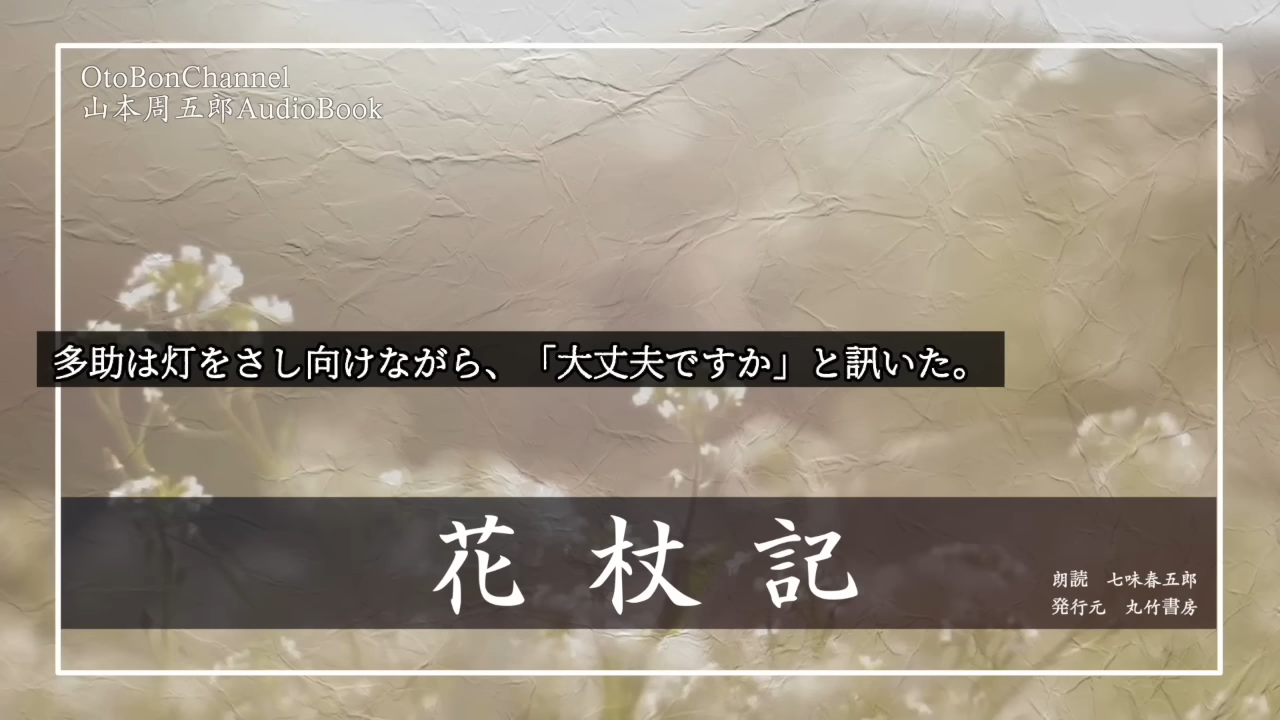 OtoBonChannel
山本周五郎AudioBook
多助は灯をさし向けながら、「大丈夫ですか」と訊いた。
花杖記
朗読　七味春五郎
発行元　丸竹書房